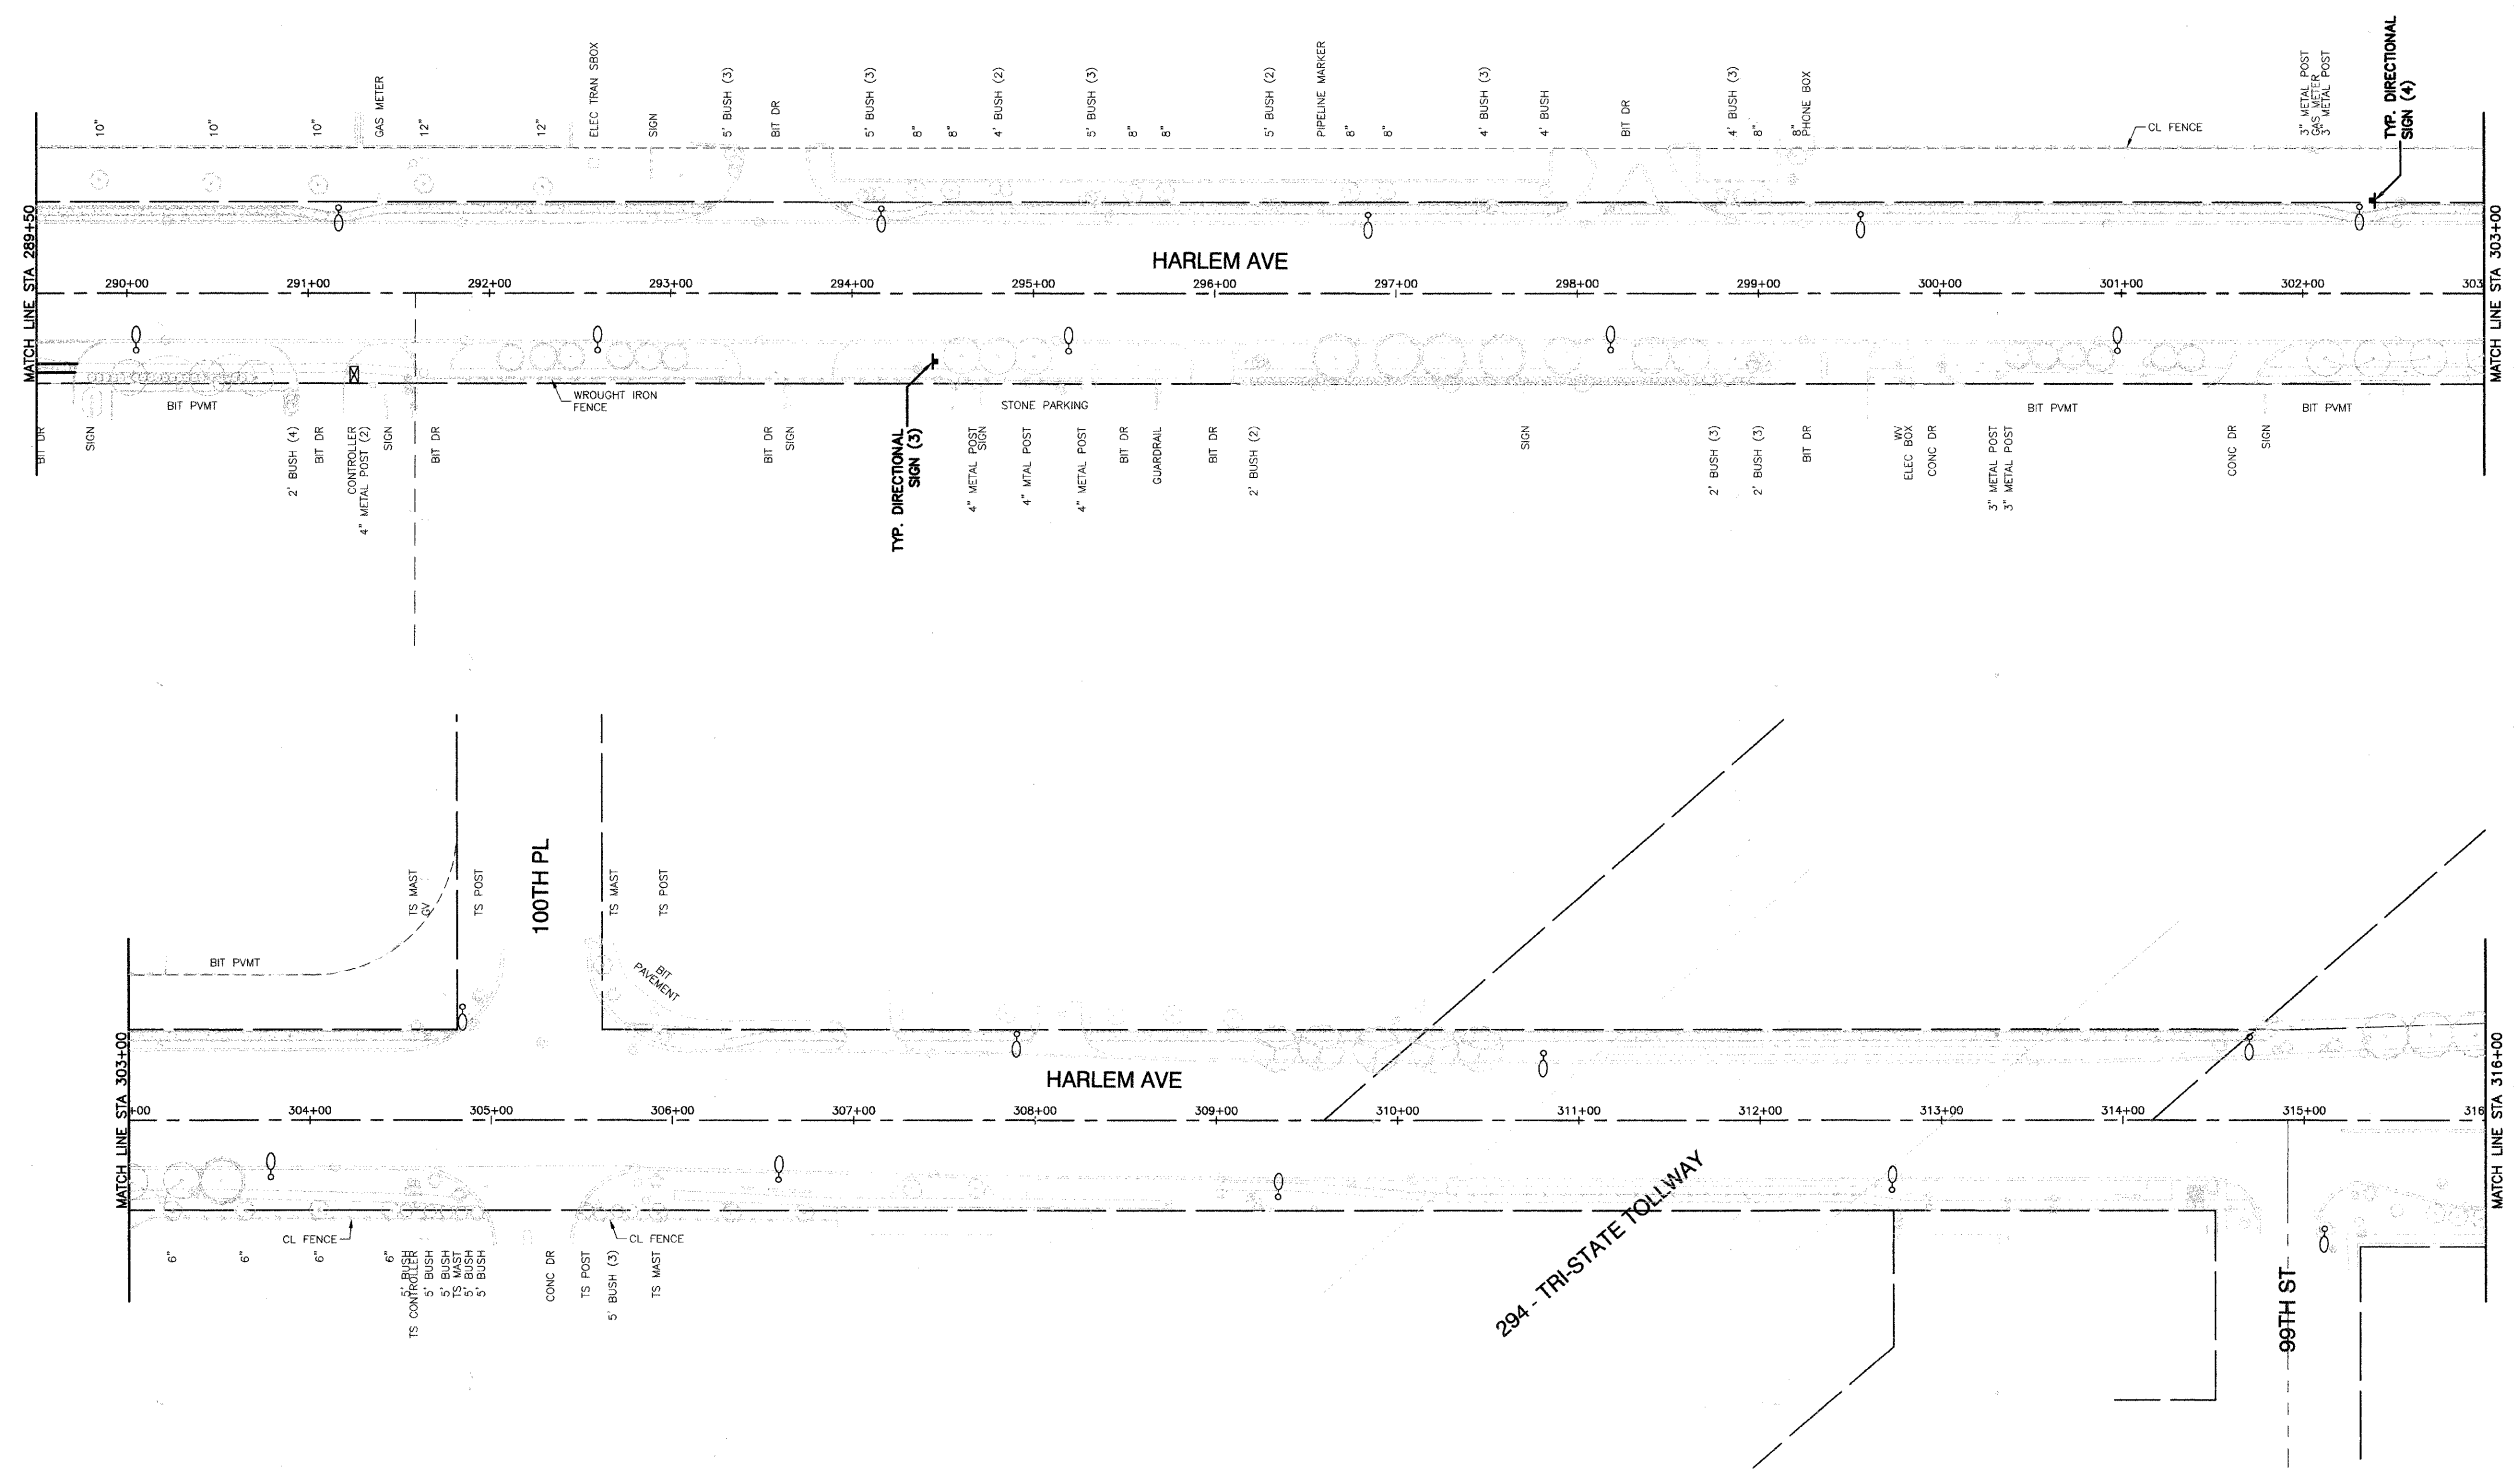 10"
10"
10"
GAS METER
12"
12"
ELEC TRAN SBOX
SIGN
5' BUSH (3)
BIT DR
5' BUSH (3)
8"
8"
4' BUSH (2)
5' BUSH (3)
8"
8"
5' BUSH (2)
PIPELINE MARKER
8"
8"
4' BUSH (3)
4' BUSH
BIT DR
4' BUSH (3)
8"
8"
PHONE BOX
CL FENCE
3" METAL POST
GAS METER
3" METAL POST
TYP. DIRECTIONAL
SIGN (4)
MATCH LINE STA 289+50
HARLEM AVE
MATCH LINE STA 303+00
290+00
291+00
292+00
293+00
294+00
295+00
296+00
297+00
298+00
299+00
300+00
301+00
302+00
303
BIT PVMT
WROUGHT IRON
FENCE
STONE PARKING
BIT PVMT
BIT PVMT
BIT DR
SIGN
2' BUSH (4)
BIT DR
CONTROLLER
4" METAL POST (2)
SIGN
BIT DR
BIT DR
SIGN
TYP. DIRECTIONAL
SIGN (3)
4" METAL POST
SIGN
4" MTAL POST
4" METAL POST
BIT DR
GUARDRAIL
BIT DR
2' BUSH (2)
SIGN
2' BUSH (3)
2' BUSH (3)
BIT DR
WV
ELEC BOX
CONC DR
3" METAL POST
3" METAL POST
CONC DR
SIGN
TS MAST
GV
TS POST
100TH PL
TS MAST
TS POST
BIT PVMT
BIT
PAVEMENT
MATCH LINE STA 303+00
HARLEM AVE
MATCH LINE STA 316+00
+00
304+00
305+00
306+00
307+00
308+00
309+00
310+00
311+00
312+00
313+00
314+00
315+00
316
CL FENCE
CL FENCE
6"
6"
6"
6"
5' BUSH
TS CONTROLLER
5' BUSH
5' BUSH
TS MAST
5' BUSH
5' BUSH
CONC DR
TS POST
5' BUSH (3)
TS MAST
294 - TRI-STATE TOLLWAY
99TH ST